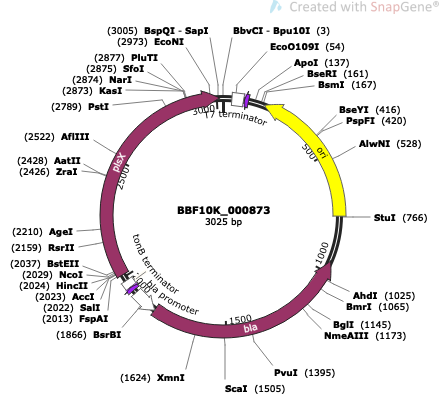 Created with SnapGene®
(3005) BspQI - SapI
BbvCI - Bpu10I (3)
(2973) EcoNI
EcoO109I (54)
(2877) PluTI
ApoI (137)
(2875) SfoI
BseRI (161)
(2874) NarI
BsmI (167)
(2873) KasI
(2789) PstI
BseYI (416)
PspFI (420)
AlwNI (528)
(2522) AflIII
(2428) AatII
(2426) ZraI
StuI (766)
(2210) AgeI
(2159) RsrII
(2037) BstEII
(2029) NcoI
(2024) HincII
(2023) AccI
(2022) SalI
(2013) FspAI
(1866) BsrBI
AhdI (1025)
BmrI (1065)
BglI (1145)
NmeAIII (1173)
PvuI (1395)
(1624) XmnI
ScaI (1505)
3000
T7 terminator
ori
500
plsX
2500
BBF10K_000873
3025 bp
1000
tonB terminator
bla promoter
1500
bla